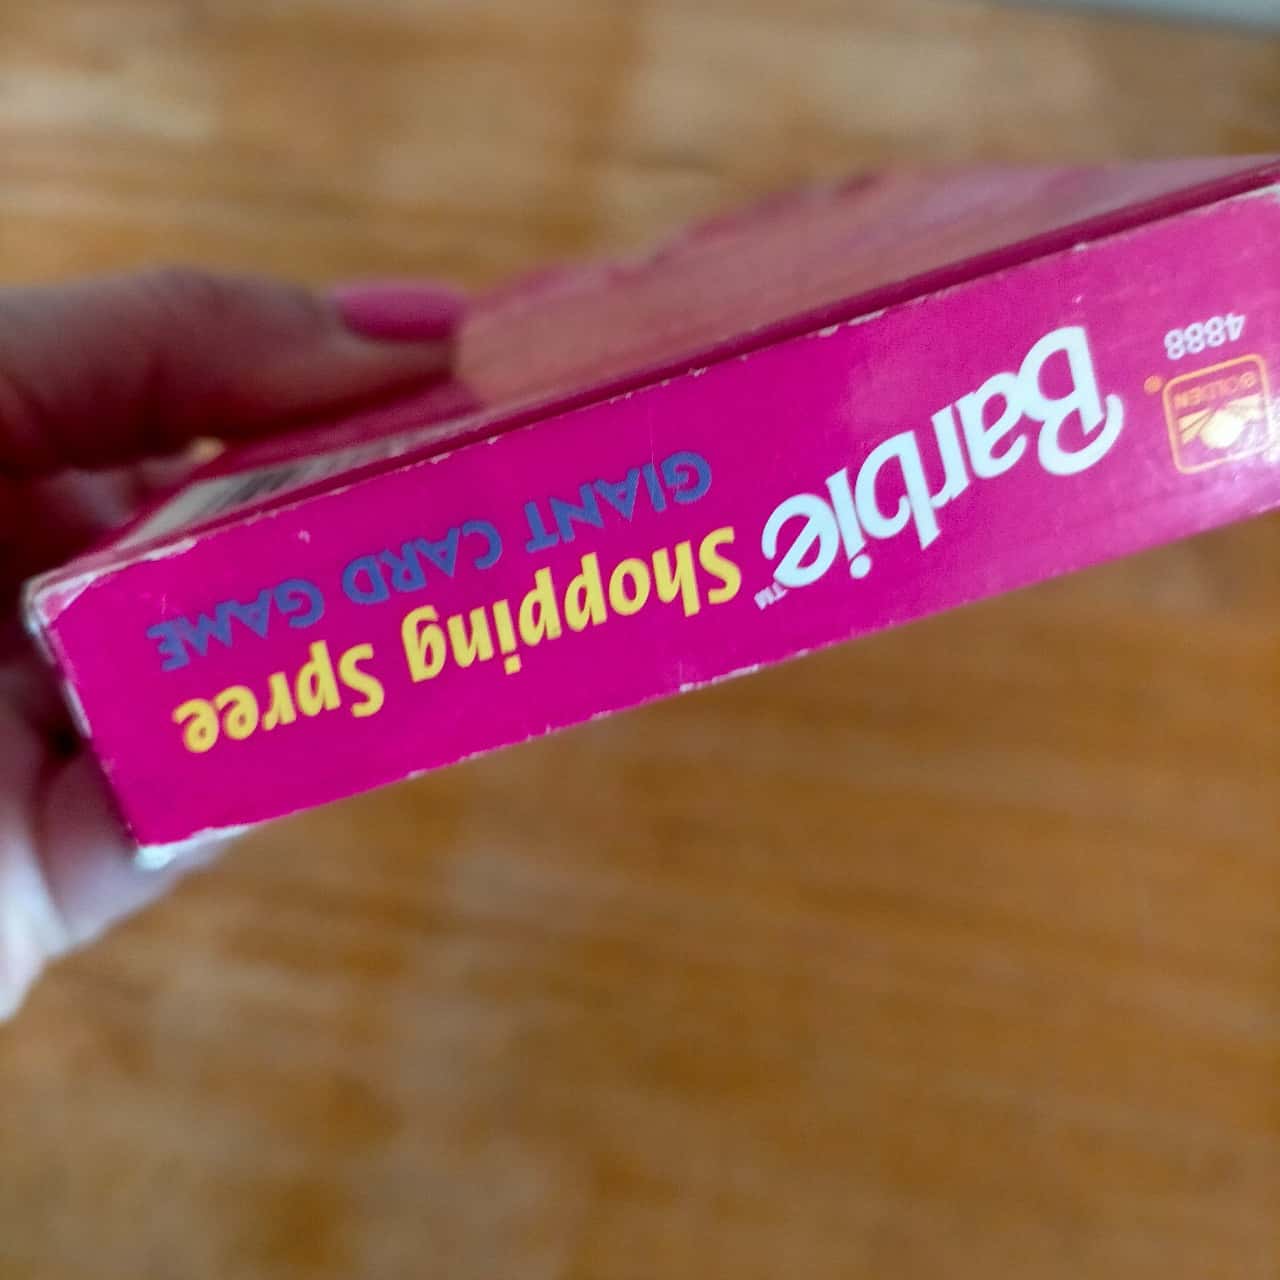 4888
GOLDEN®
Barbie™ Shopping Spree
GIANT CARD GAME